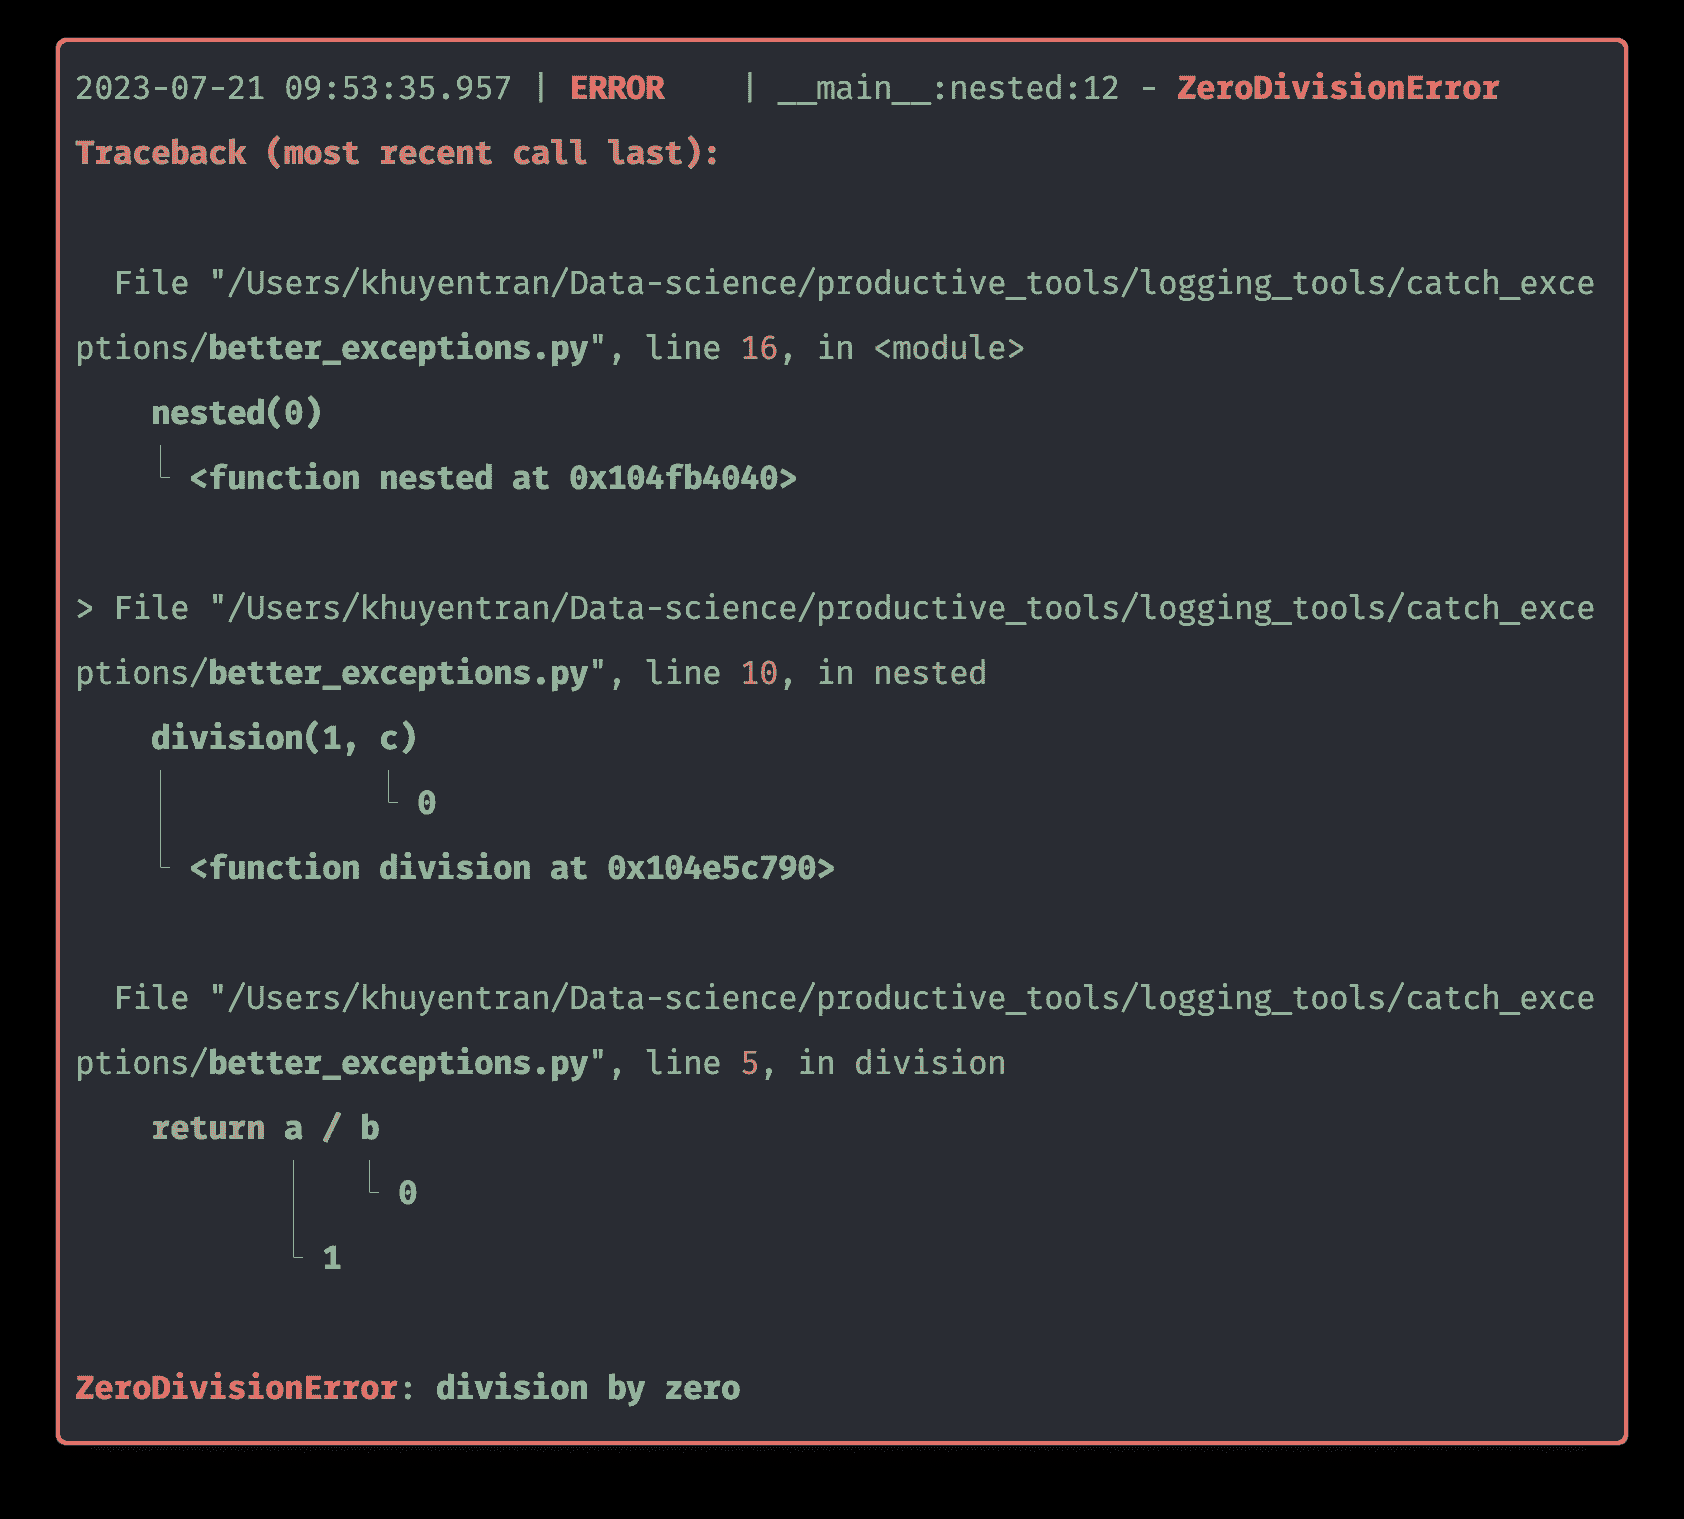 2023-07-21 09:53:35.957 | ERROR    | __main__:nested:12 - ZeroDivisionError
Traceback (most recent call last):
  File "/Users/khuyentran/Data-science/productive_tools/logging_tools/catch_exce
ptions/better_exceptions.py", line 16, in <module>
    nested(0)
    └ <function nested at 0x104fb4040>
> File "/Users/khuyentran/Data-science/productive_tools/logging_tools/catch_exce
ptions/better_exceptions.py", line 10, in nested
    division(1, c)
    │           └ 0
    └ <function division at 0x104e5c790>
  File "/Users/khuyentran/Data-science/productive_tools/logging_tools/catch_exce
ptions/better_exceptions.py", line 5, in division
    return a / b
           │   └ 0
           └ 1
ZeroDivisionError: division by zero